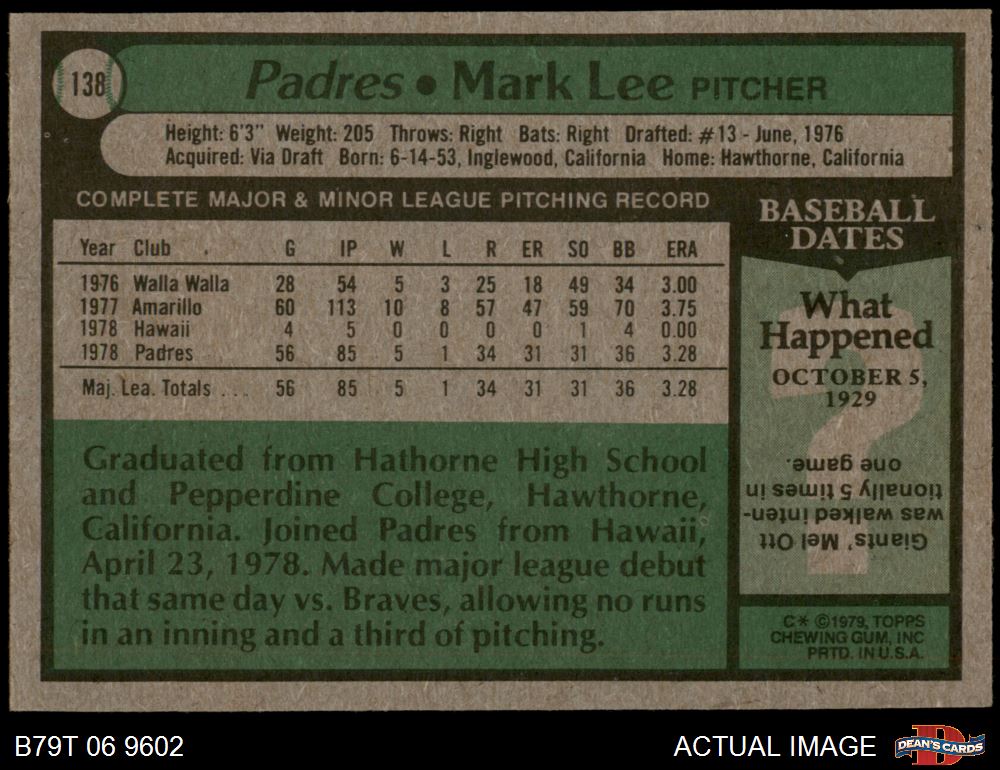 138
Padres • Mark Lee PITCHER
Height: 6'3" Weight: 205 Throws: Right Bats: Right Drafted: #13 - June, 1976
Acquired: Via Draft Born: 6-14-53, Inglewood, California Home: Hawthorne, California
COMPLETE MAJOR & MINOR LEAGUE PITCHING RECORD
Year Club G IP W L R ER SO BB ERA
1976 Walla Walla 28 54 5 3 25 18 49 34 3.00
1977 Amarillo 60 113 10 8 57 47 59 70 3.75
1978 Hawaii 4 5 0 0 0 0 1 4 0.00
1978 Padres 56 85 5 1 34 31 31 36 3.28
Maj. Lea. Totals ... 56 85 5 1 34 31 31 36 3.28
Graduated from Hathorne High School
and Pepperdine College, Hawthorne,
California. Joined Padres from Hawaii,
April 23, 1978. Made major league debut
that same day vs. Braves, allowing no runs
in an inning and a third of pitching.
BASEBALL
DATES
What
Happened
OCTOBER 5,
1929
?
Giants' Mel Ott
was walked inten-
tionally 5 times in
one game.
C* ©1979, TOPPS
CHEWING GUM, INC
PRTD. IN U.S.A.
B79T 06 9602
ACTUAL IMAGE
D
DEAN'S CARDS